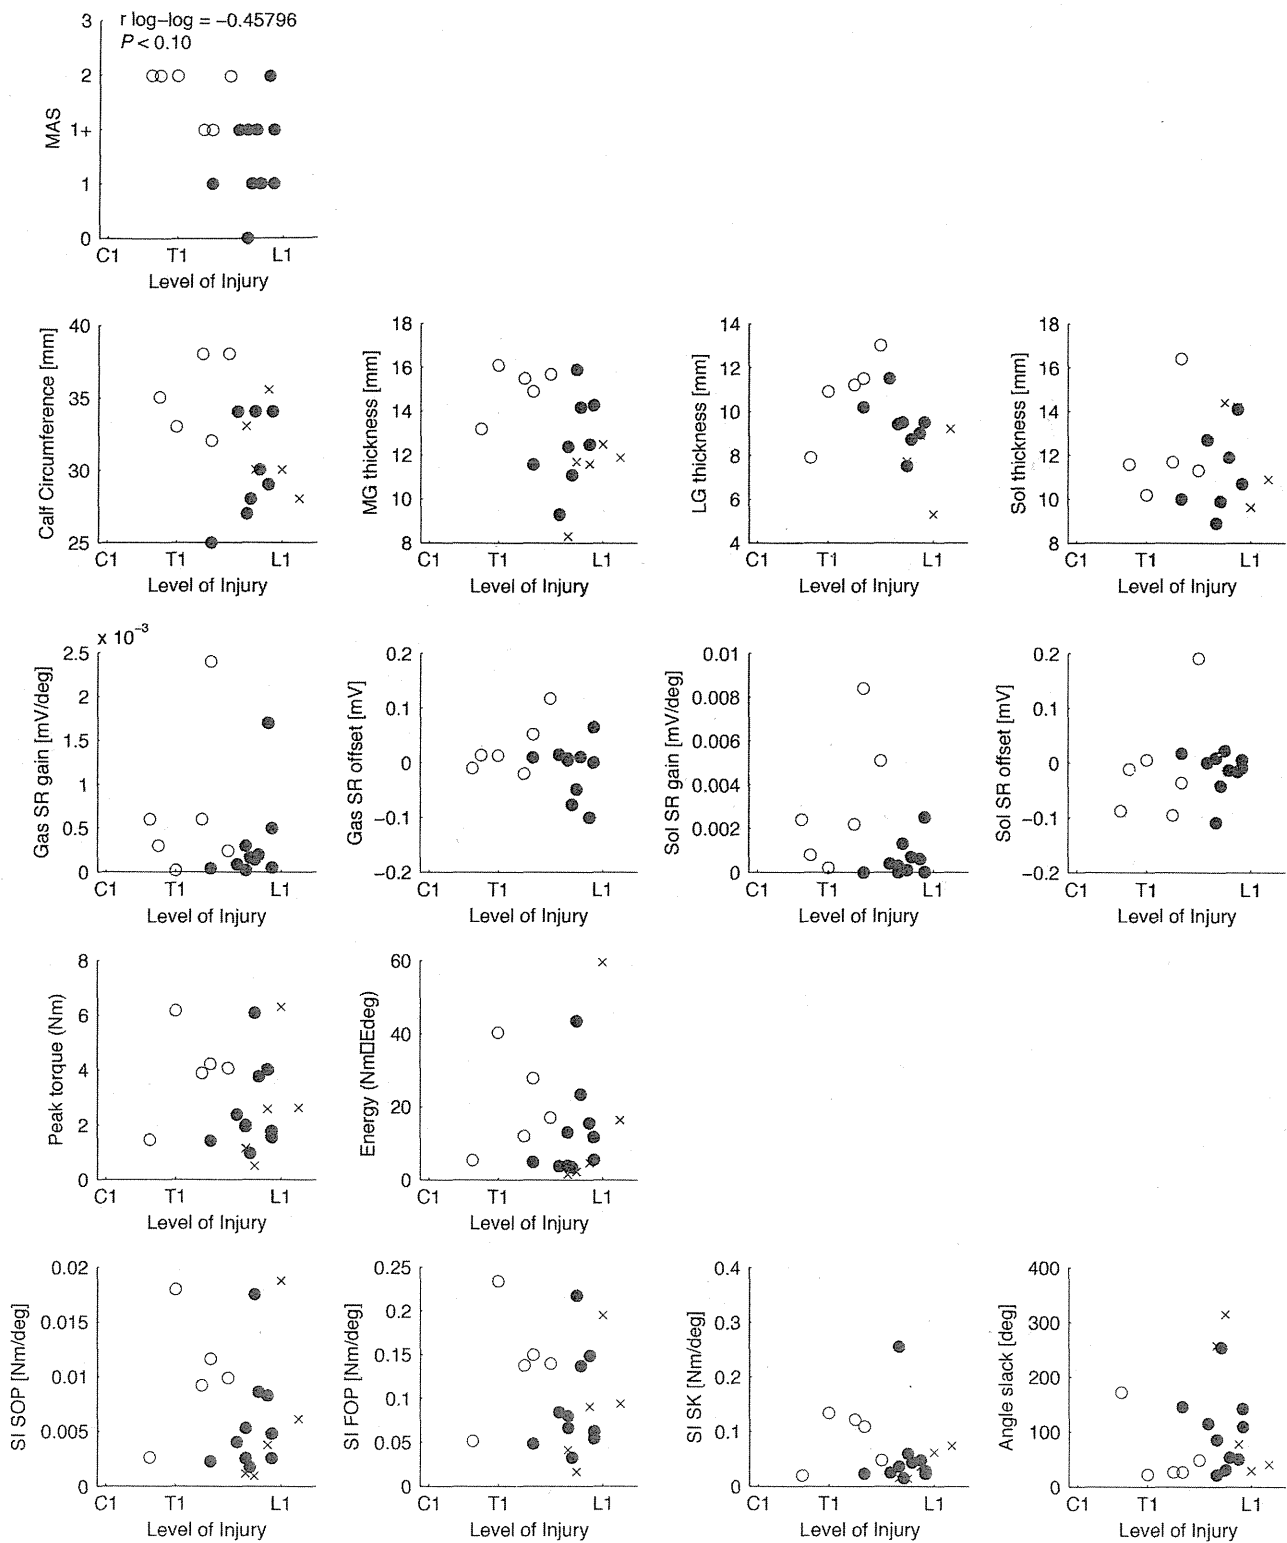 r log–log = –0.45796
P < 0.10
MAS
3
2
1+
1
0
C1 T1 L1
Level of Injury
Calf Circumference [mm]
40
35
30
25
C1 T1 L1
Level of Injury
MG thickness [mm]
18
16
14
12
10
8
C1 T1 L1
Level of Injury
LG thickness [mm]
14
12
10
8
6
4
C1 T1 L1
Level of Injury
Sol thickness [mm]
18
16
14
12
10
8
C1 T1 L1
Level of Injury
x 10⁻³
Gas SR gain [mV/deg]
2.5
2
1.5
1
0.5
0
C1 T1 L1
Level of Injury
Gas SR offset [mV]
0.2
0.1
0
−0.1
−0.2
C1 T1 L1
Level of Injury
Sol SR gain [mV/deg]
0.01
0.008
0.006
0.004
0.002
0
C1 T1 L1
Level of Injury
Sol SR offset [mV]
0.2
0.1
0
−0.1
−0.2
C1 T1 L1
Level of Injury
Peak torque (Nm)
8
6
4
2
0
C1 T1 L1
Level of Injury
Energy (Nm□Edeg)
60
40
20
0
C1 T1 L1
Level of Injury
SI SOP [Nm/deg]
0.02
0.015
0.01
0.005
0
C1 T1 L1
Level of Injury
SI FOP [Nm/deg]
0.25
0.2
0.15
0.1
0.05
0
C1 T1 L1
Level of Injury
SI SK [Nm/deg]
0.4
0.3
0.2
0.1
0
C1 T1 L1
Level of Injury
Angle slack [deg]
400
300
200
100
0
C1 T1 L1
Level of Injury